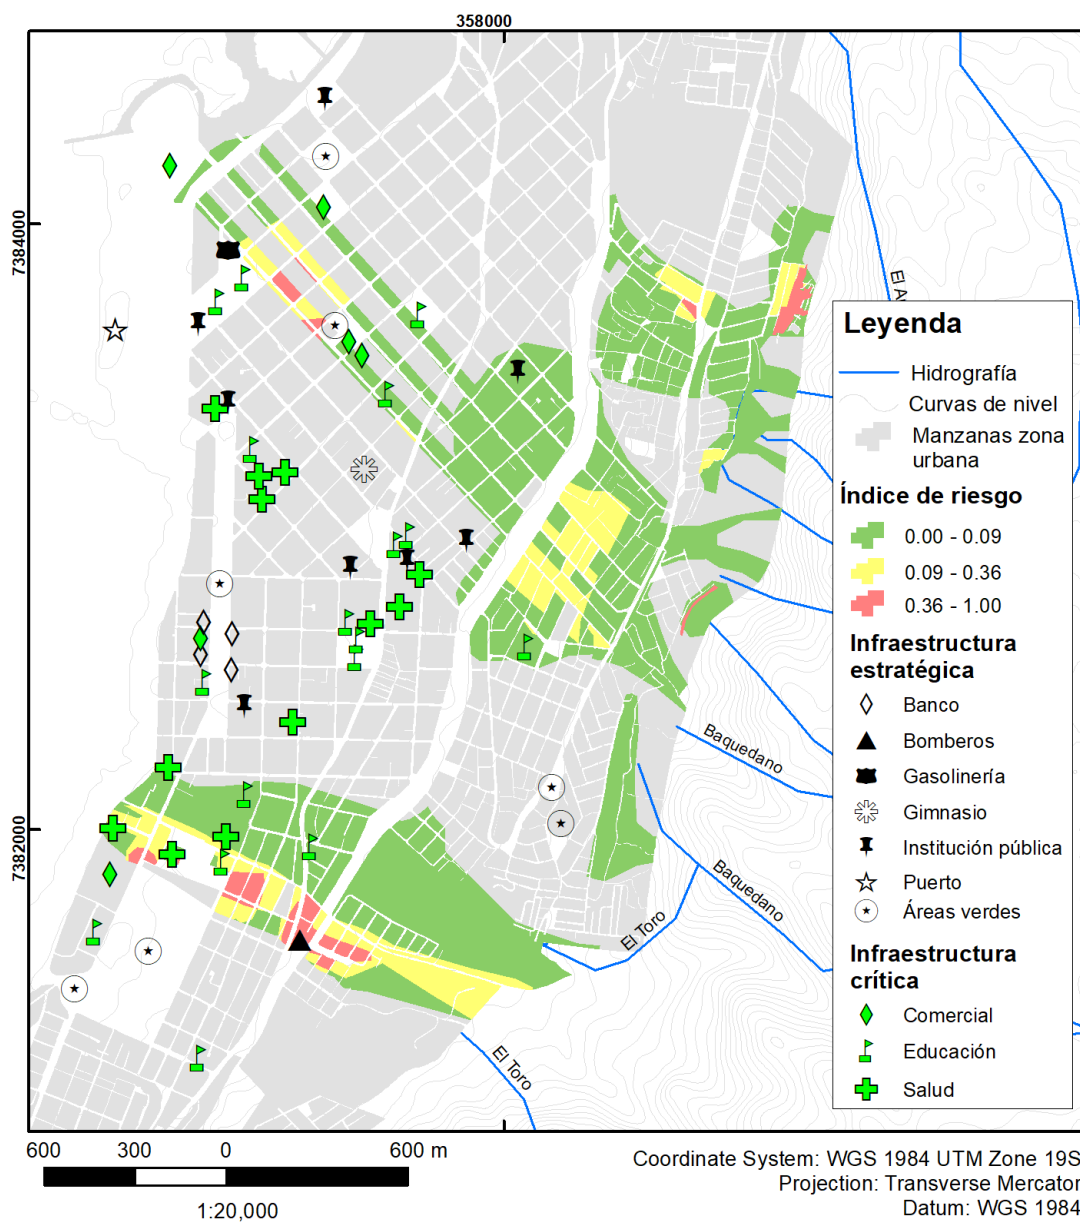 358000
7384000
7382000
El A
Leyenda
Hidrografía
Curvas de nivel
Manzanas zona
urbana
Índice de riesgo
0.00 - 0.09
0.09 - 0.36
0.36 - 1.00
Infraestructura
estratégica
Banco
Bomberos
Gasolinería
Gimnasio
Institución pública
Puerto
Áreas verdes
Infraestructura
crítica
Comercial
Educación
Salud
Baquedano
Baquedano
El Toro
El Toro
600 300 0 600 m
1:20,000
Coordinate System: WGS 1984 UTM Zone 19S
Projection: Transverse Mercator
Datum: WGS 1984